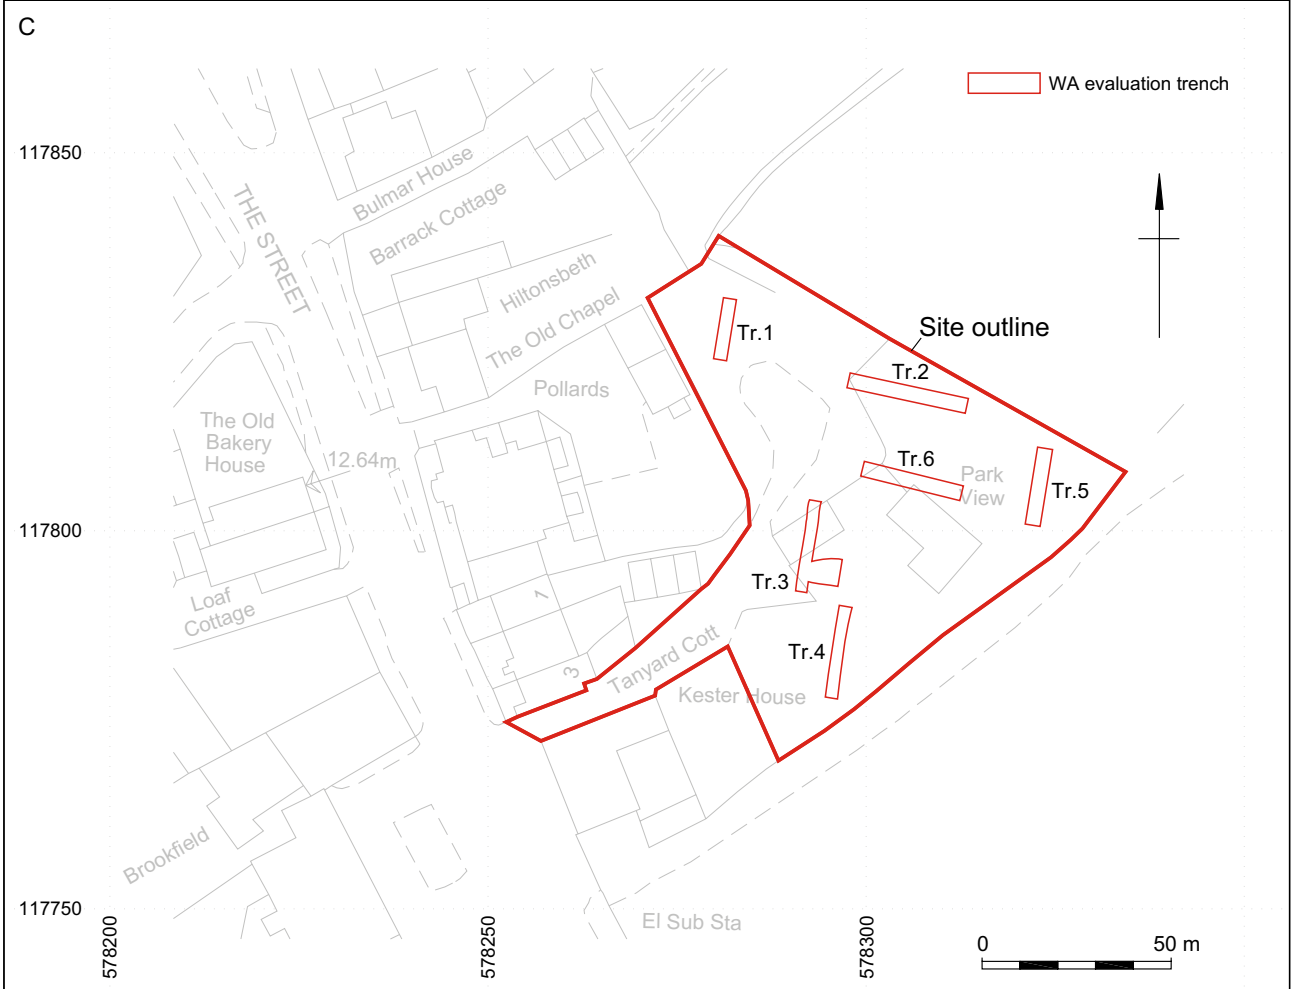 C
WA evaluation trench
117850
Bulmar House
THE STREET
Barrack Cottage
Hiltonsbeth
The Old Chapel
Tr.1
Site outline
Tr.2
Pollards
The Old
Bakery
House
12.64m
Tr.6
Park
View
Tr.5
117800
Tr.3
1
Loaf
Cottage
Tr.4
3
Tanyard Cott
Kester House
Brookfield
117750
El Sub Sta
578200
578250
578300
0
50 m